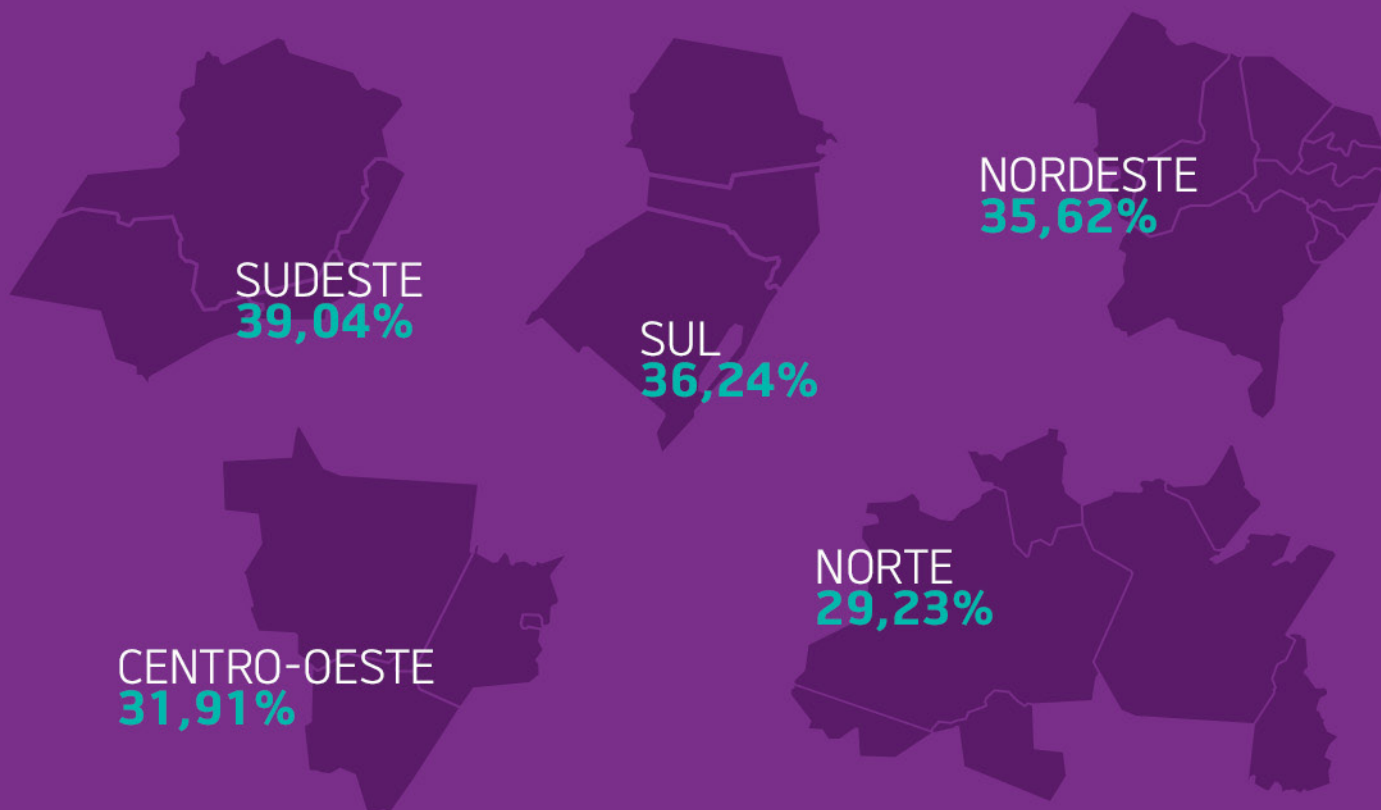 SUDESTE
39,04%
SUL
36,24%
NORDESTE
35,62%
CENTRO-OESTE
31,91%
NORTE
29,23%